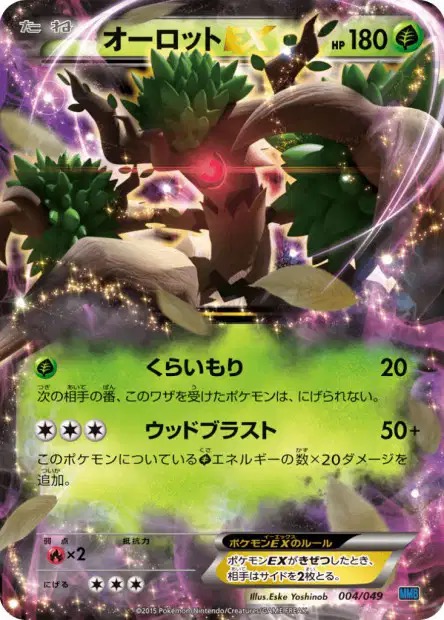 たね
オーロットEX
HP 180
くらいもり 20
次の相手の番、このワザを受けたポケモンは、にげられない。
ウッドブラスト 50+
このポケモンについているエネルギーの数×20ダメージを
追加。
弱点 抵抗力
×2
にげる
ポケモンEXのルール
ポケモンEXがきぜつしたとき、
相手はサイドを2枚とる。
Illus.Eske Yoshinob 004/049 MMB
©2015 Pokémon/Nintendo/Creatures/GAME FREAK.